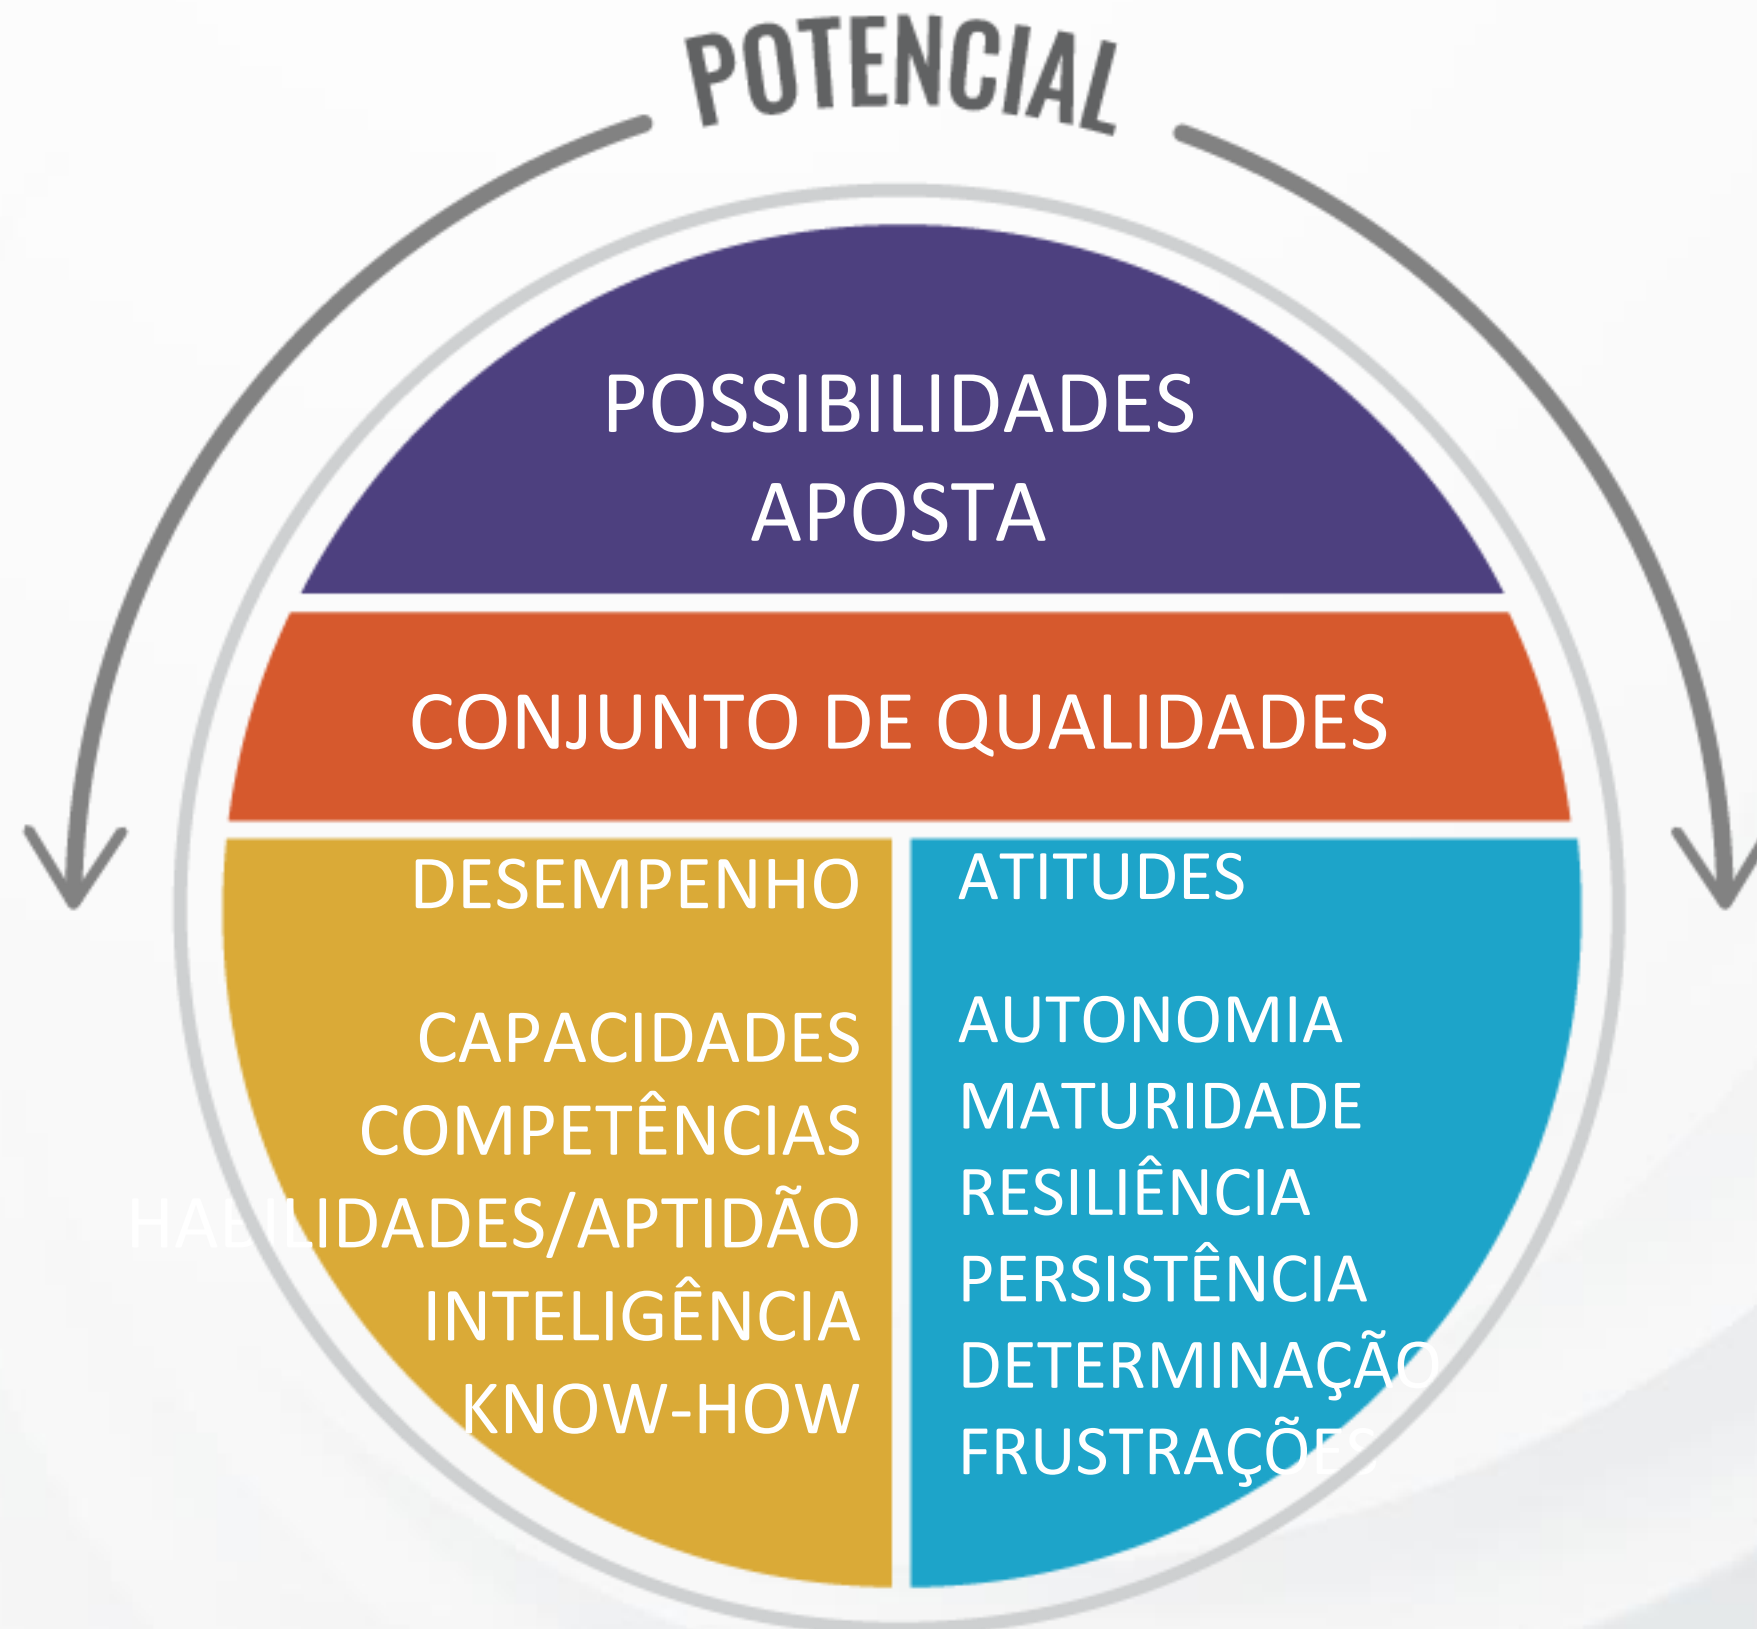 POTENCIAL
POSSIBILIDADES
APOSTA
CONJUNTO DE QUALIDADES
DESEMPENHO
CAPACIDADES
COMPETÊNCIAS
HABILIDADES/APTIDÃO
INTELIGÊNCIA
KNOW-HOW
ATITUDES
AUTONOMIA
MATURIDADE
RESILIÊNCIA
PERSISTÊNCIA
DETERMINAÇÃO
FRUSTRAÇÕES